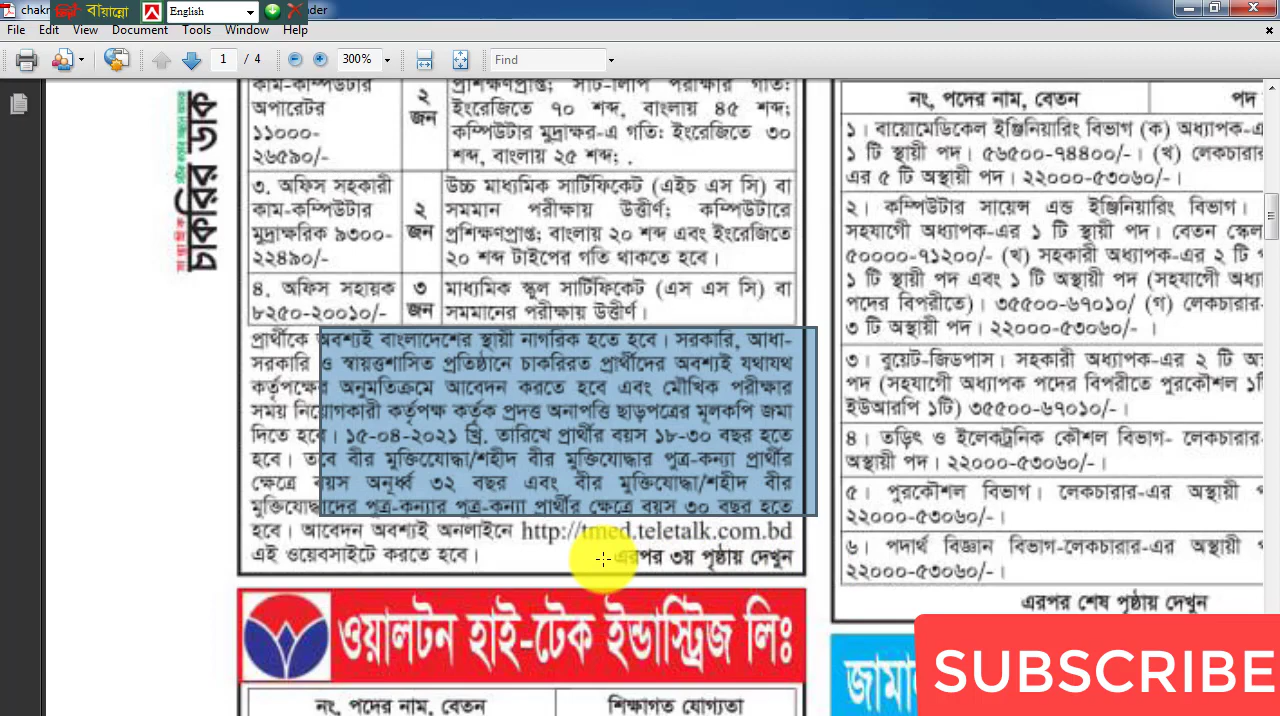 chakr
বায়ান্নো
English
der
File Edit View Document Tools Window Help
1 / 4 300% Find
চাকরির ডাক
কাম-কম্পিউটার
অপারেটর
১১০০০-
২৬৫৯০/-
২
জন
প্রশিক্ষণপ্রাপ্ত; সাঁট-লিপি পরীক্ষার গতি:
ইংরেজিতে ৭০ শব্দ, বাংলায় ৪৫ শব্দ;
কম্পিউটার মুদ্রাক্ষর-এ গতি: ইংরেজিতে ৩০
শব্দ, বাংলায় ২৫ শব্দ; .
৩. অফিস সহকারী
কাম-কম্পিউটার
মুদ্রাক্ষরিক ৯৩০০-
২২৪৯০/-
২
জন
উচ্চ মাধ্যমিক সার্টিফিকেট (এইচ এস সি) বা
সমমান পরীক্ষায় উত্তীর্ণ; কম্পিউটারে
প্রশিক্ষণপ্রাপ্ত; বাংলায় ২০ শব্দ এবং ইংরেজিতে
২০ শব্দ টাইপের গতি থাকতে হবে।
৪. অফিস সহায়ক
৮২৫০-২০০১০/-
৩
জন
মাধ্যমিক স্কুল সার্টিফিকেট (এস এস সি) বা
সমমানের পরীক্ষায় উত্তীর্ণ।
প্রার্থীকে অবশ্যই বাংলাদেশের স্থায়ী নাগরিক হতে হবে। সরকারি, আধা-
সরকারি ও স্বায়ত্তশাসিত প্রতিষ্ঠানে চাকরিরত প্রার্থীদের অবশ্যই যথাযথ
কর্তৃপক্ষের অনুমতিক্রমে আবেদন করতে হবে এবং মৌখিক পরীক্ষার
সময় নিয়োগকারী কর্তৃপক্ষ কর্তৃক প্রদত্ত অনাপত্তি ছাড়পত্রের মূলকপি জমা
দিতে হবে। ১৫-০৪-২০২১ খ্রি. তারিখে প্রার্থীর বয়স ১৮-৩০ বছর হতে
হবে। তবে বীর মুক্তিযোদ্ধা/শহীদ বীর মুক্তিযোদ্ধার পুত্র-কন্যা প্রার্থীর
ক্ষেত্রে বয়স অনূর্ধ্ব ৩২ বছর এবং বীর মুক্তিযোদ্ধা/শহীদ বীর
মুক্তিযোদ্ধাদের পুত্র-কন্যার পুত্র-কন্যা প্রার্থীর ক্ষেত্রে বয়স ৩০ বছর হতে
হবে। আবেদন অবশ্যই অনলাইনে http://tmed.teletalk.com.bd
এই ওয়েবসাইটে করতে হবে। এরপর ৩য় পৃষ্ঠায় দেখুন
ওয়ালটন হাই-টেক ইন্ডাস্ট্রিজ লিঃ
নং, পদের নাম, বেতন শিক্ষাগত যোগ্যতা
নং, পদের নাম, বেতন পদ
১। বায়োমেডিকেল ইঞ্জিনিয়ারিং বিভাগ (ক) অধ্যাপক-এ
১ টি স্থায়ী পদ। ৫৬৫০০-৭৪৪০০/-। (খ) লেকচারার-
এর ৫ টি অস্থায়ী পদ। ২২০০০-৫৩০৬০/-।
২। কম্পিউটার সায়েন্স এন্ড ইঞ্জিনিয়ারিং বিভাগ।
সহযোগী অধ্যাপক-এর ১ টি স্থায়ী পদ। বেতন স্কেল
৫০০০০-৭১২০০/- (খ) সহকারী অধ্যাপক-এর ২ টি
১ টি স্থায়ী পদ এবং ১ টি অস্থায়ী পদ (সহযোগী অধ্যা
পদের বিপরীতে)। ৩৫৫০০-৬৭০১০/ (গ) লেকচারার-
৩ টি অস্থায়ী পদ। ২২০০০-৫৩০৬০/-।
৩। বুয়েট-জিডপাস। সহকারী অধ্যাপক-এর ২ টি অ
পদ (সহযোগী অধ্যাপক পদের বিপরীতে পুরকৌশল ১টি
ইউআরপি ১টি) ৩৫৫০০-৬৭০১০/-।
৪। তড়িৎ ও ইলেকট্রনিক কৌশল বিভাগ- লেকচারার-
অস্থায়ী পদ। ২২০০০-৫৩০৬০/-।
৫। পুরকৌশল বিভাগ। লেকচারার-এর অস্থায়ী প
২২০০০-৫৩০৬০/-।
৬। পদার্থ বিজ্ঞান বিভাগ-লেকচারার-এর অস্থায়ী প
২২০০০-৫৩০৬০/-।
এরপর শেষ পৃষ্ঠায় দেখুন
জামা
SUBSCRIBE